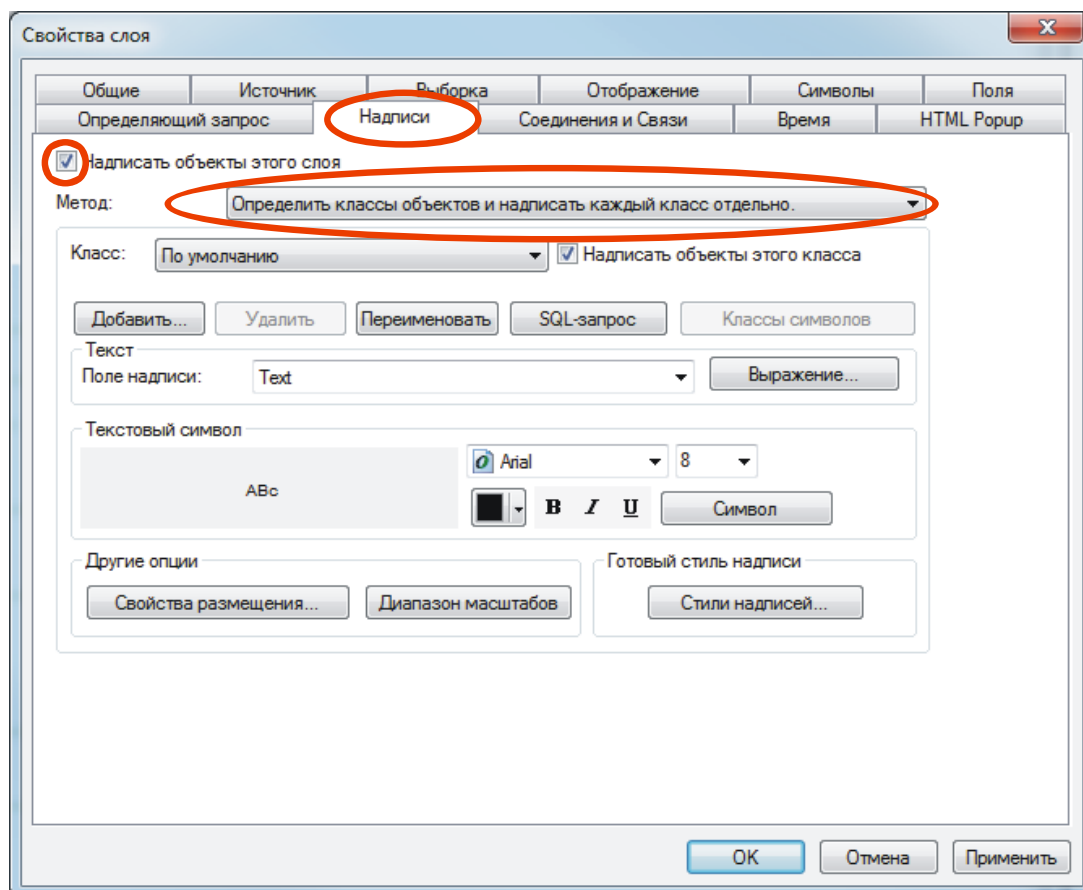 Свойства слоя
Общие Источник Выборка Отображение Символы Поля
Определяющий запрос Надписи Соединения и Связи Время HTML Popup
Надписать объекты этого слоя
Метод: Определить классы объектов и надписать каждый класс отдельно.
Класс: По умолчанию Надписать объекты этого класса
Добавить... Удалить Переименовать SQL-запрос Классы символов
Текст
Поле надписи: Text Выражение...
Текстовый символ
Arial 8
ABc
B I U Символ
Другие опции Готовый стиль надписи
Свойства размещения... Диапазон масштабов Стили надписей...
OK Отмена Применить